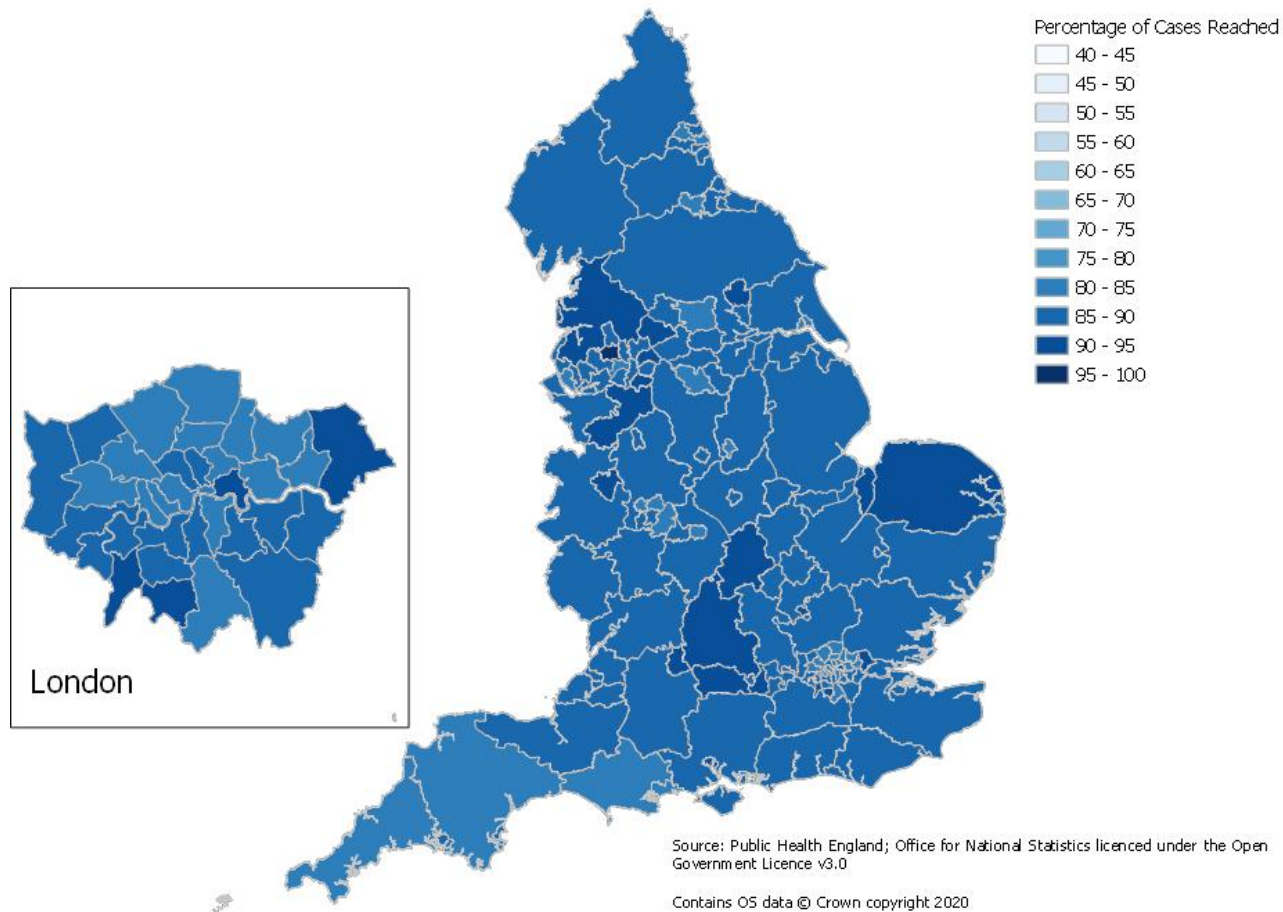 Percentage of Cases Reached
40 - 45
45 - 50
50 - 55
55 - 60
60 - 65
65 - 70
70 - 75
75 - 80
80 - 85
85 - 90
90 - 95
95 - 100
London
Source: Public Health England; Office for National Statistics licenced under the Open
Government Licence v3.0
Contains OS data © Crown copyright 2020